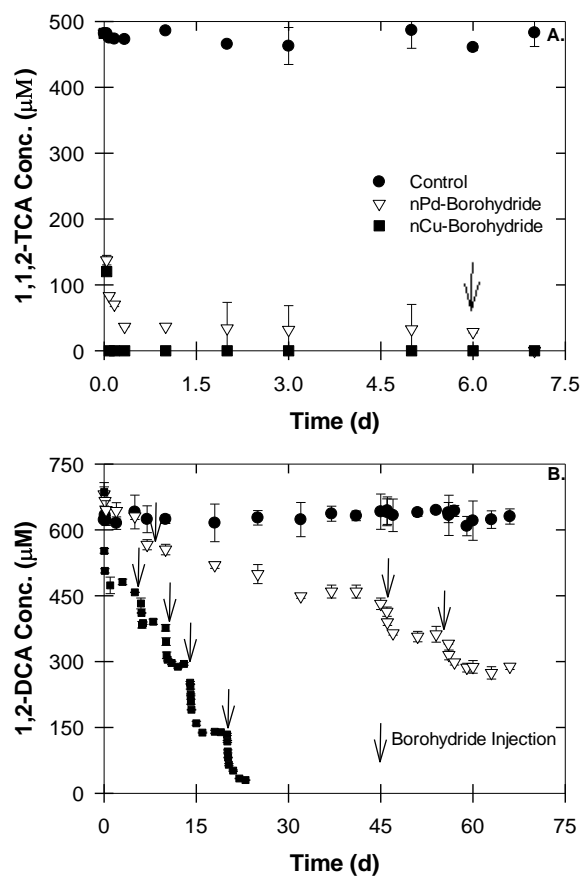 500
400
300
200
100
0
1,1,2-TCA Conc. (μM)
A.
Control
nPd-Borohydride
nCu-Borohydride
0.0
1.5
3.0
4.5
6.0
7.5
Time (d)
750
600
450
300
150
0
1,2-DCA Conc. (μM)
B.
Borohydride Injection
0
15
30
45
60
75
Time (d)